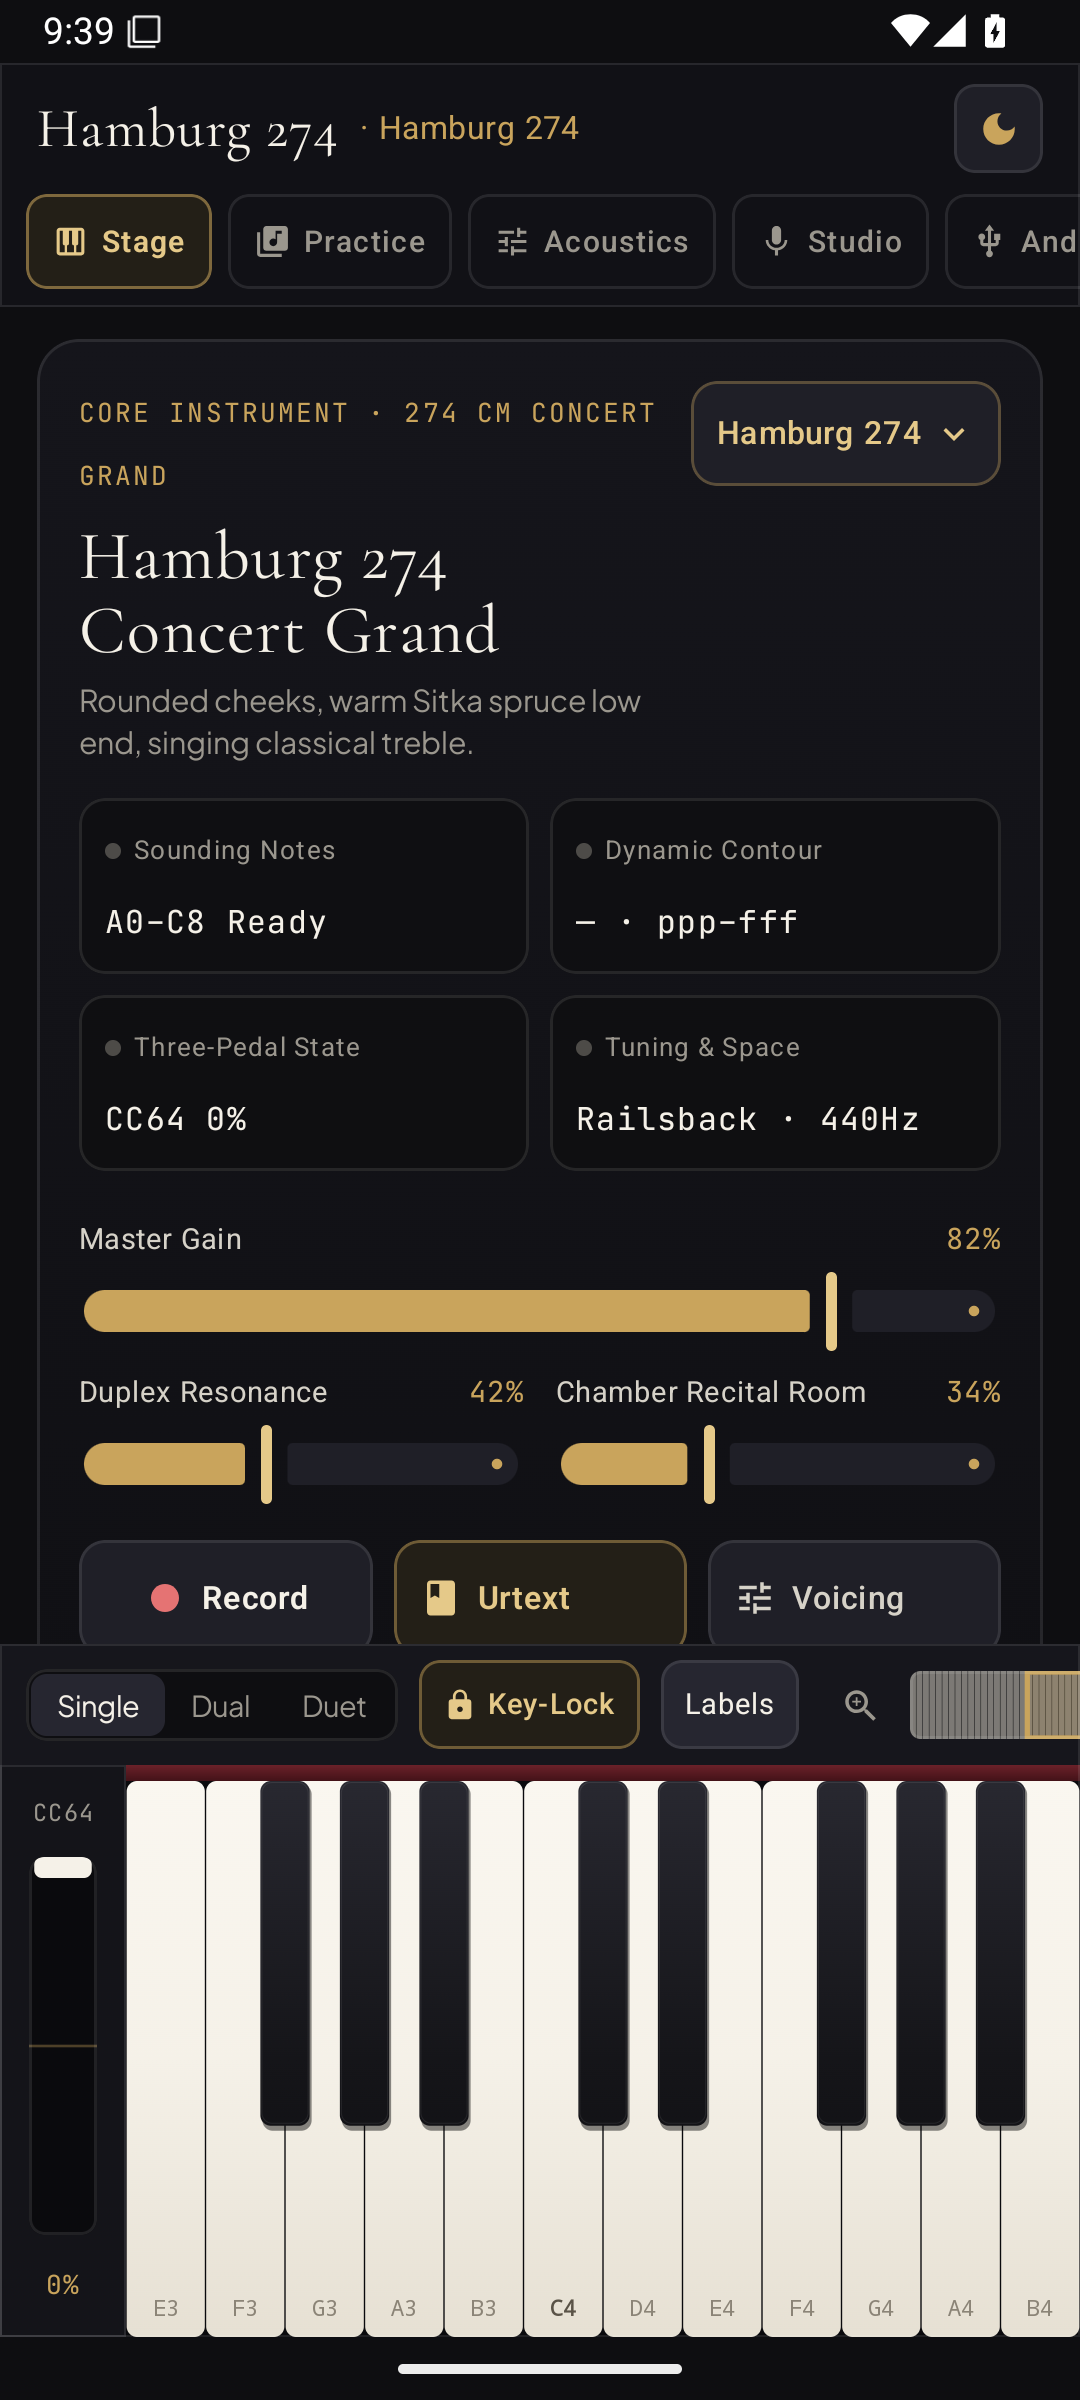 9:39
Hamburg 274 · Hamburg 274
Stage Practice Acoustics Studio And
CORE INSTRUMENT · 274 CM CONCERT
GRAND
Hamburg 274
Hamburg 274
Concert Grand
Rounded cheeks, warm Sitka spruce low
end, singing classical treble.
Sounding Notes
A0–C8 Ready
Dynamic Contour
— · ppp–fff
Three-Pedal State
CC64 0%
Tuning & Space
Railsback · 440Hz
Master Gain 82%
Duplex Resonance 42%
Chamber Recital Room 34%
Record Urtext Voicing
Single Dual Duet Key-Lock Labels
CC64
0%
E3 F3 G3 A3 B3 C4 D4 E4 F4 G4 A4 B4